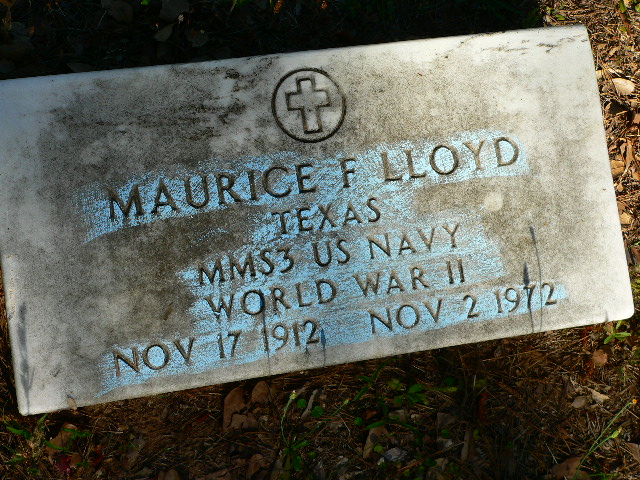 MAURICE F LLOYD
TEXAS
MMS3 US NAVY
WORLD WAR II
NOV 17 1912 NOV 2 1972